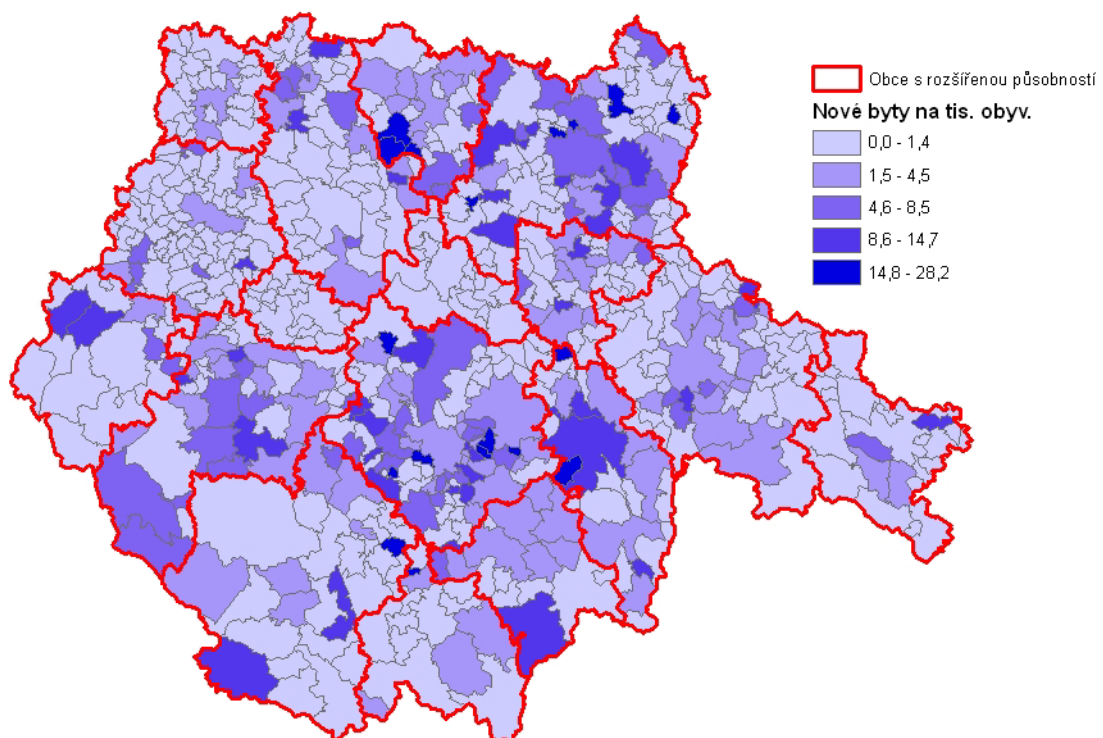 Obce s rozšířenou působností
Nové byty na tis. obyv.
0,0 - 1,4
1,5 - 4,5
4,6 - 8,5
8,6 - 14,7
14,8 - 28,2